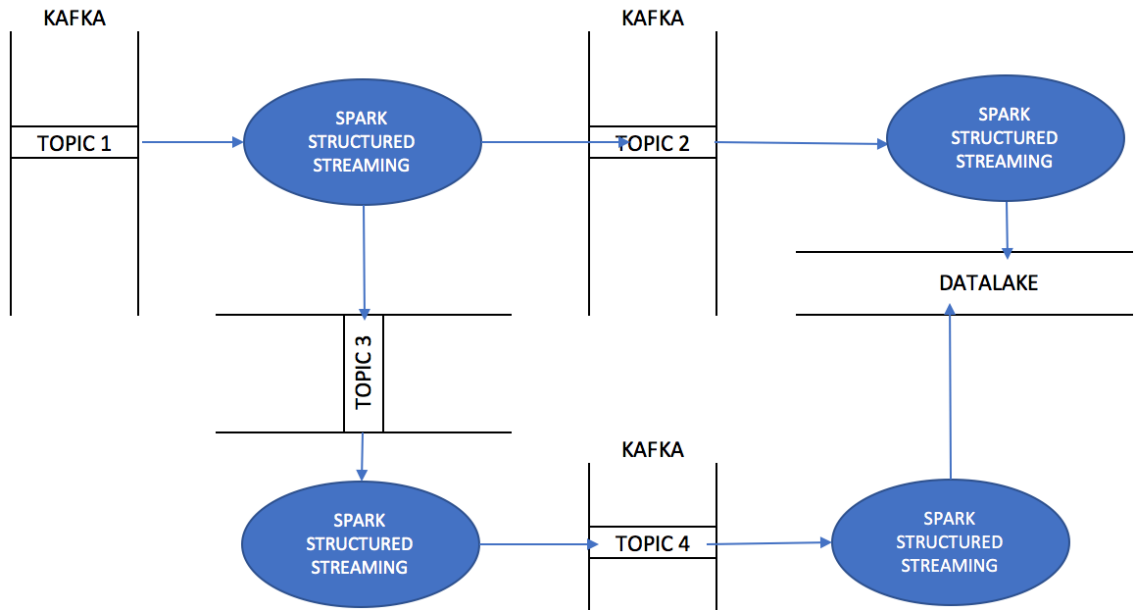 KAFKA
KAFKA
TOPIC 1
SPARK
STRUCTURED
STREAMING
TOPIC 2
SPARK
STRUCTURED
STREAMING
DATALAKE
TOPIC 3
KAFKA
SPARK
STRUCTURED
STREAMING
TOPIC 4
SPARK
STRUCTURED
STREAMING